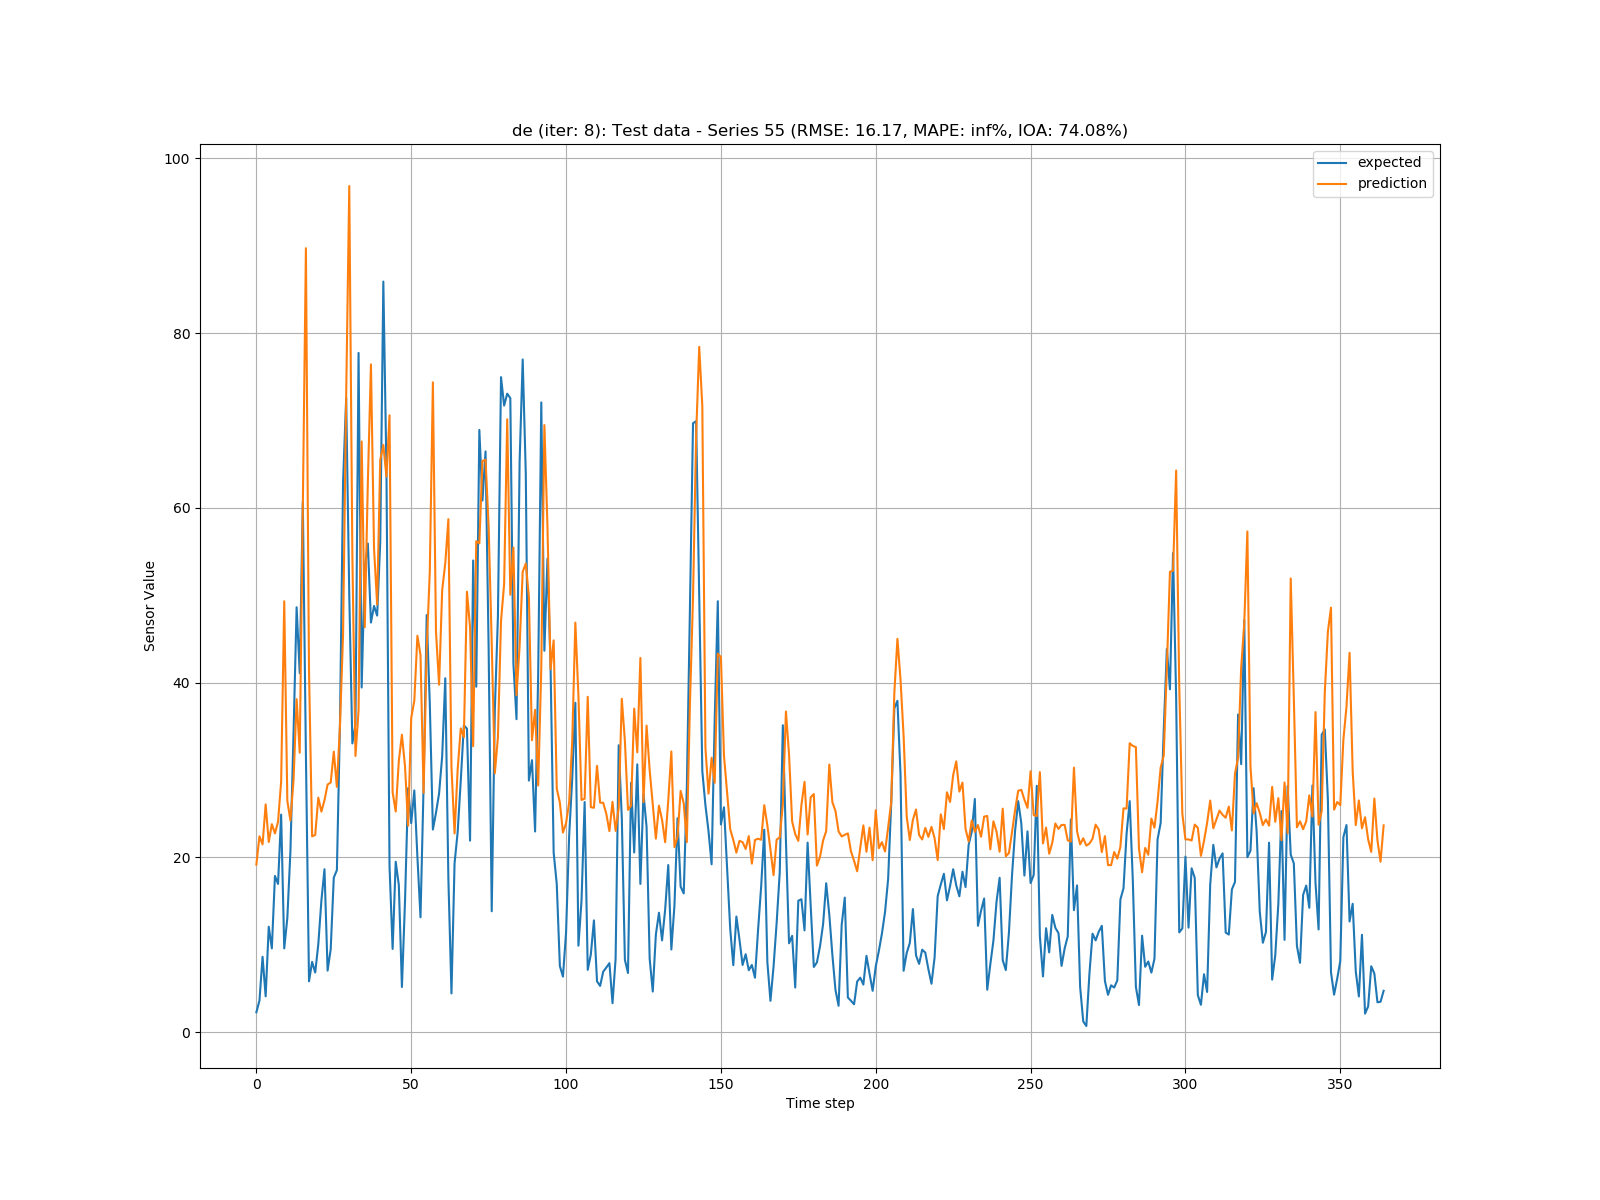 de (iter: 8): Test data - Series 55 (RMSE: 16.17, MAPE: inf%, IOA: 74.08%)
expected
prediction
100
80
60
40
20
0
Sensor Value
0 50 100 150 200 250 300 350
Time step